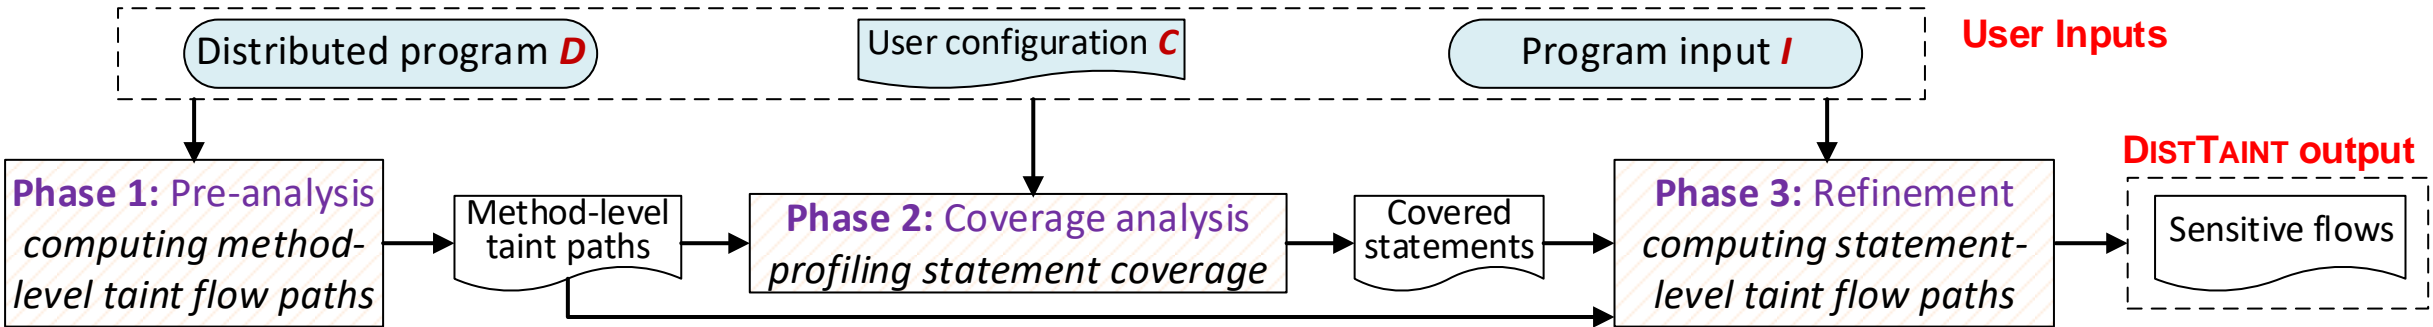 Distributed program D
User configuration C
Program input I
User Inputs
Phase 1: Pre-analysis
computing method-
level taint flow paths
Method-level
taint paths
Phase 2: Coverage analysis
profiling statement coverage
Covered
statements
Phase 3: Refinement
computing statement-
level taint flow paths
DISTTAINT output
Sensitive flows